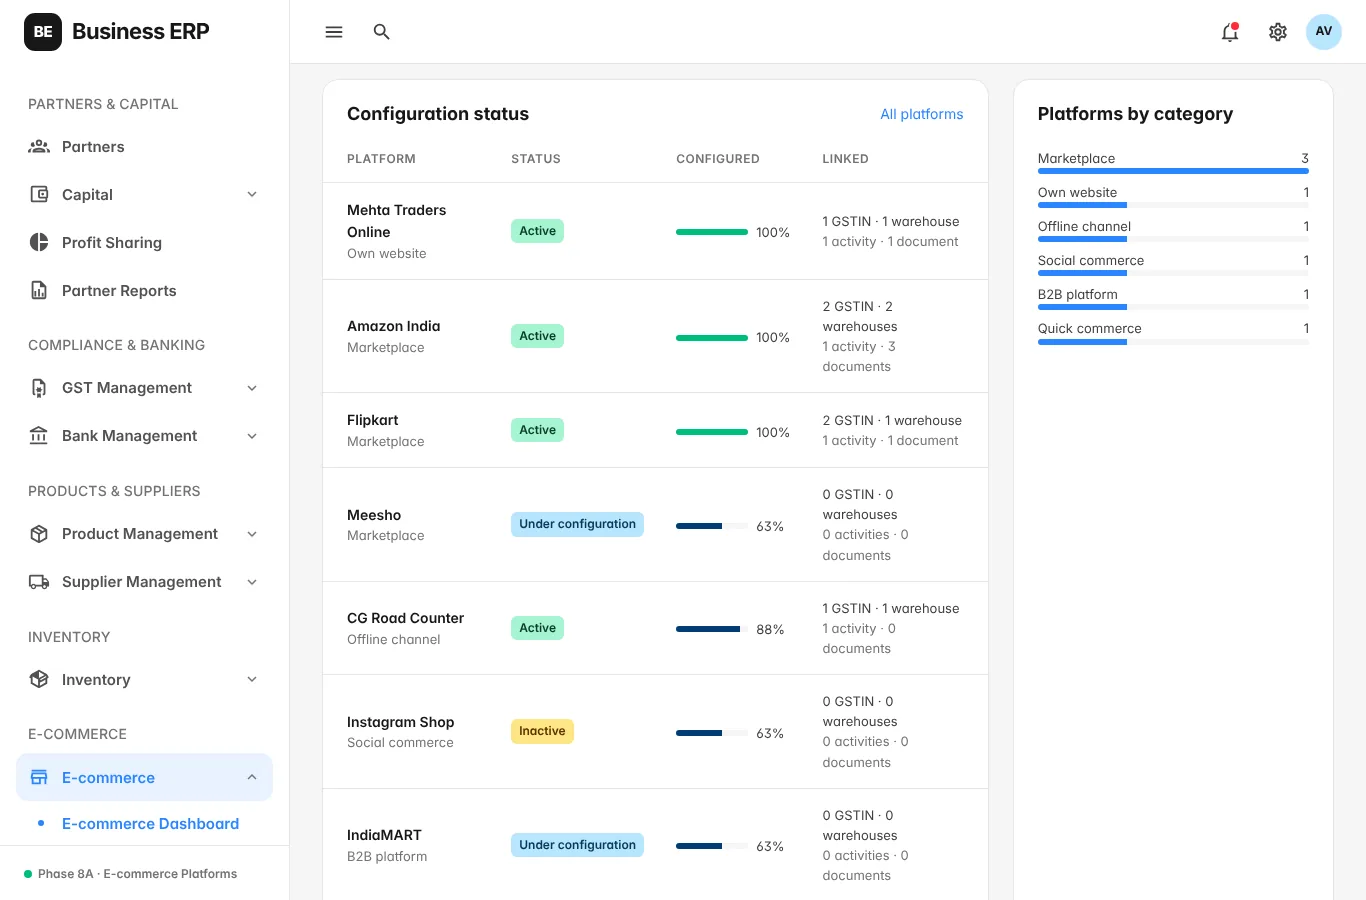 BE Business ERP
PARTNERS & CAPITAL
Partners
Capital
Profit Sharing
Partner Reports
COMPLIANCE & BANKING
GST Management
Bank Management
PRODUCTS & SUPPLIERS
Product Management
Supplier Management
INVENTORY
Inventory
E-COMMERCE
E-commerce
E-commerce Dashboard
Phase 8A · E-commerce Platforms
AV
Configuration status
All platforms
PLATFORM STATUS CONFIGURED LINKED
Mehta Traders
Online
Own website
Active
100%
1 GSTIN · 1 warehouse
1 activity · 1 document
Amazon India
Marketplace
Active
100%
2 GSTIN · 2
warehouses
1 activity · 3
documents
Flipkart
Marketplace
Active
100%
2 GSTIN · 1 warehouse
1 activity · 1 document
Meesho
Marketplace
Under configuration
63%
0 GSTIN · 0
warehouses
0 activities · 0
documents
CG Road Counter
Offline channel
Active
88%
1 GSTIN · 1 warehouse
1 activity · 0
documents
Instagram Shop
Social commerce
Inactive
63%
0 GSTIN · 0
warehouses
0 activities · 0
documents
IndiaMART
B2B platform
Under configuration
63%
0 GSTIN · 0
warehouses
0 activities · 0
documents
Platforms by category
Marketplace 3
Own website 1
Offline channel 1
Social commerce 1
B2B platform 1
Quick commerce 1